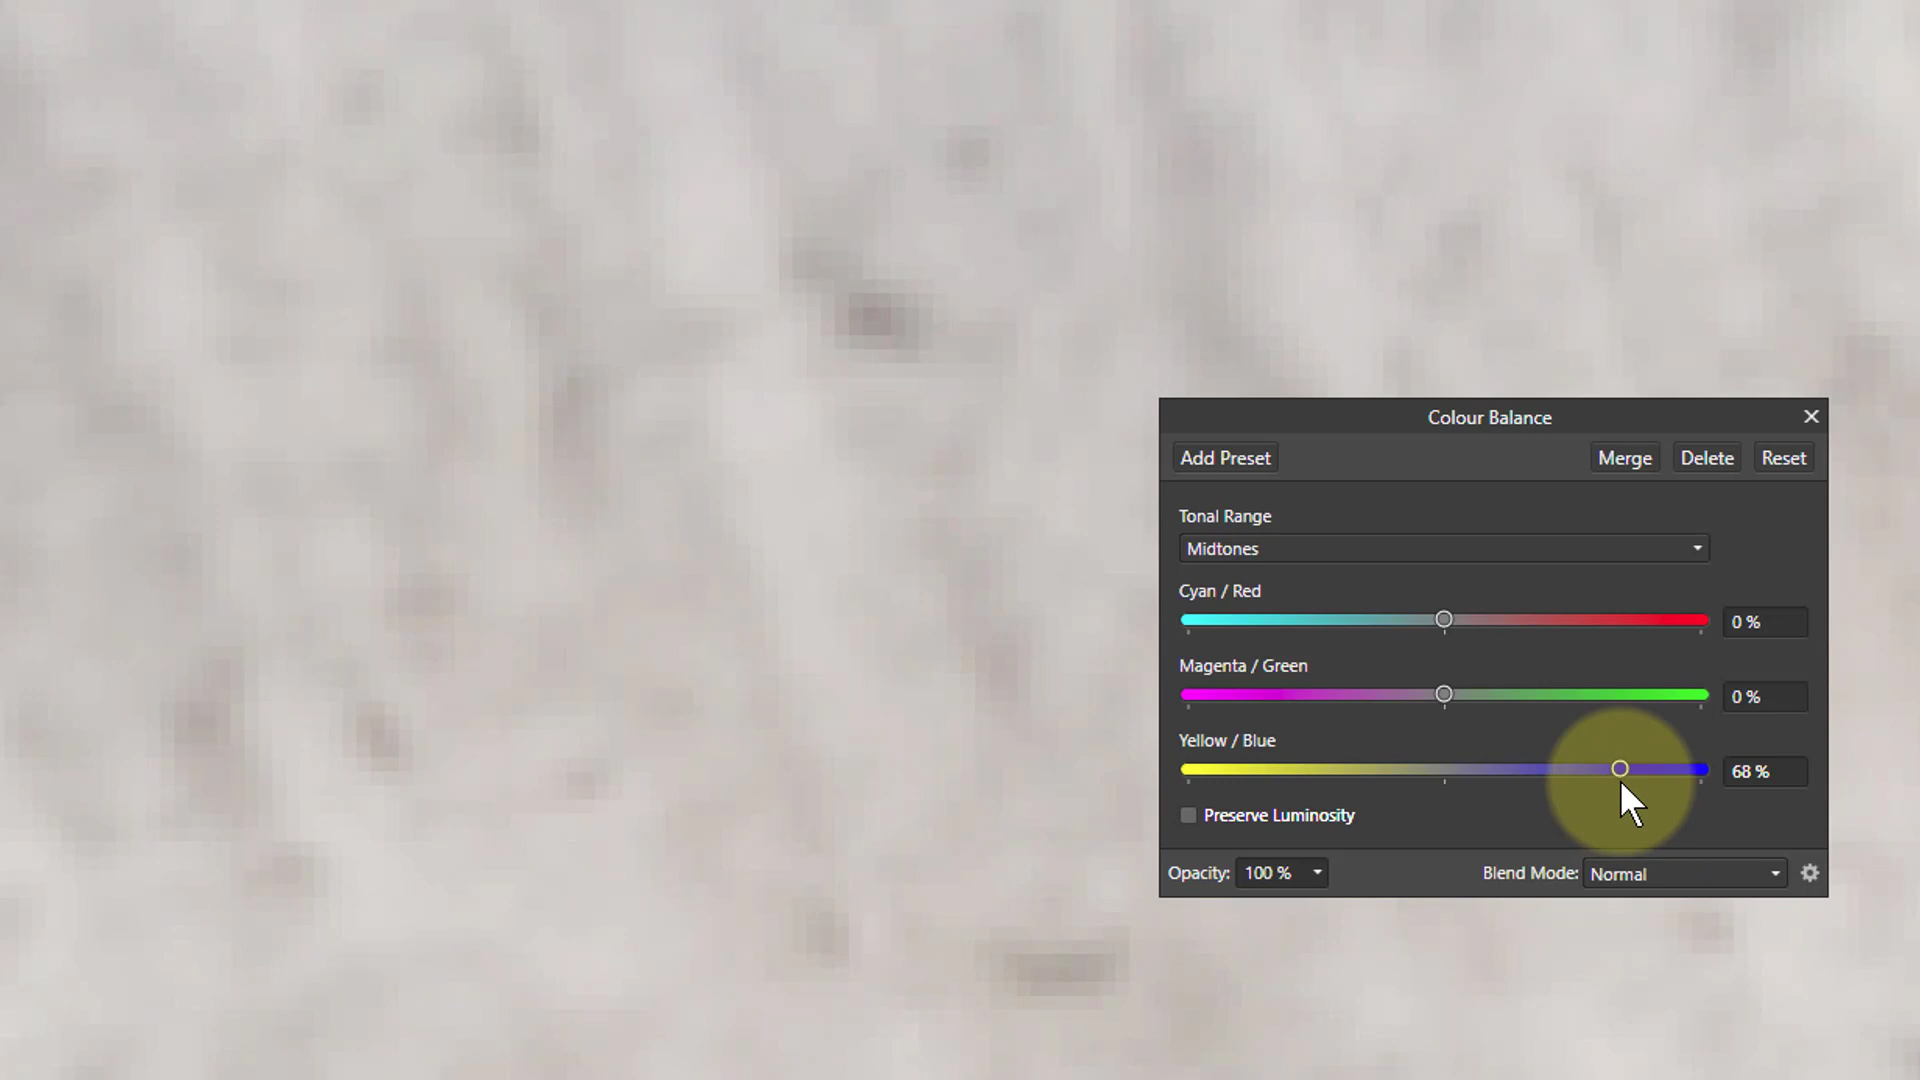 Colour Balance
Add Preset
Merge Delete Reset
Tonal Range
Midtones
Cyan / Red
0 %
Magenta / Green
0 %
Yellow / Blue
68 %
Preserve Luminosity
Opacity: 100 % Blend Mode: Normal